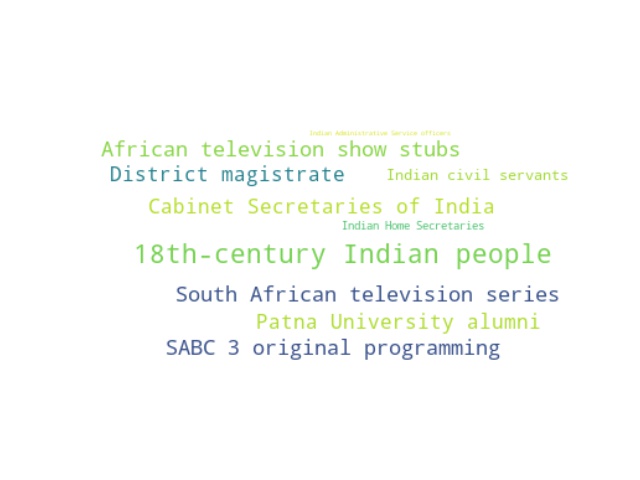 Indian Administrative Service officers
African television show stubs
District magistrate
Indian civil servants
Cabinet Secretaries of India
Indian Home Secretaries
18th-century Indian people
South African television series
Patna University alumni
SABC 3 original programming